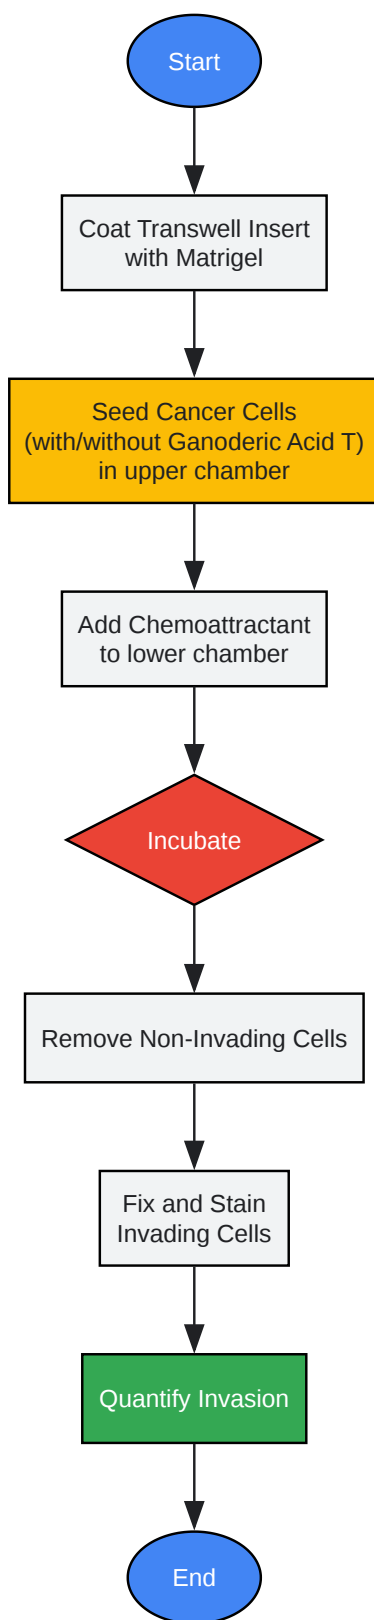 Start
Coat Transwell Insert
with Matrigel
Seed Cancer Cells
(with/without Ganoderic Acid T)
in upper chamber
Add Chemoattractant
to lower chamber
Incubate
Remove Non-Invading Cells
Fix and Stain
Invading Cells
Quantify Invasion
End